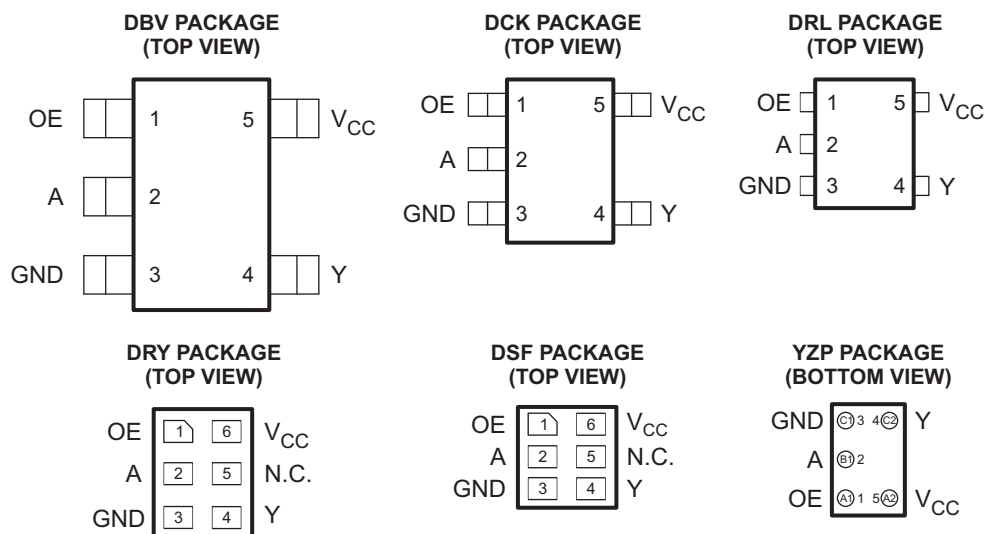 DBV PACKAGE
(TOP VIEW)
OE 1 5 VCC
A 2
GND 3 4 Y
DCK PACKAGE
(TOP VIEW)
OE 1 5 VCC
A 2
GND 3 4 Y
DRL PACKAGE
(TOP VIEW)
OE 1 5 VCC
A 2
GND 3 4 Y
DRY PACKAGE
(TOP VIEW)
OE 1 6 VCC
A 2 5 N.C.
GND 3 4 Y
DSF PACKAGE
(TOP VIEW)
OE 1 6 VCC
A 2 5 N.C.
GND 3 4 Y
YZP PACKAGE
(BOTTOM VIEW)
GND C1 3 4 C2 Y
A B1 2
OE A1 1 5 A2 VCC